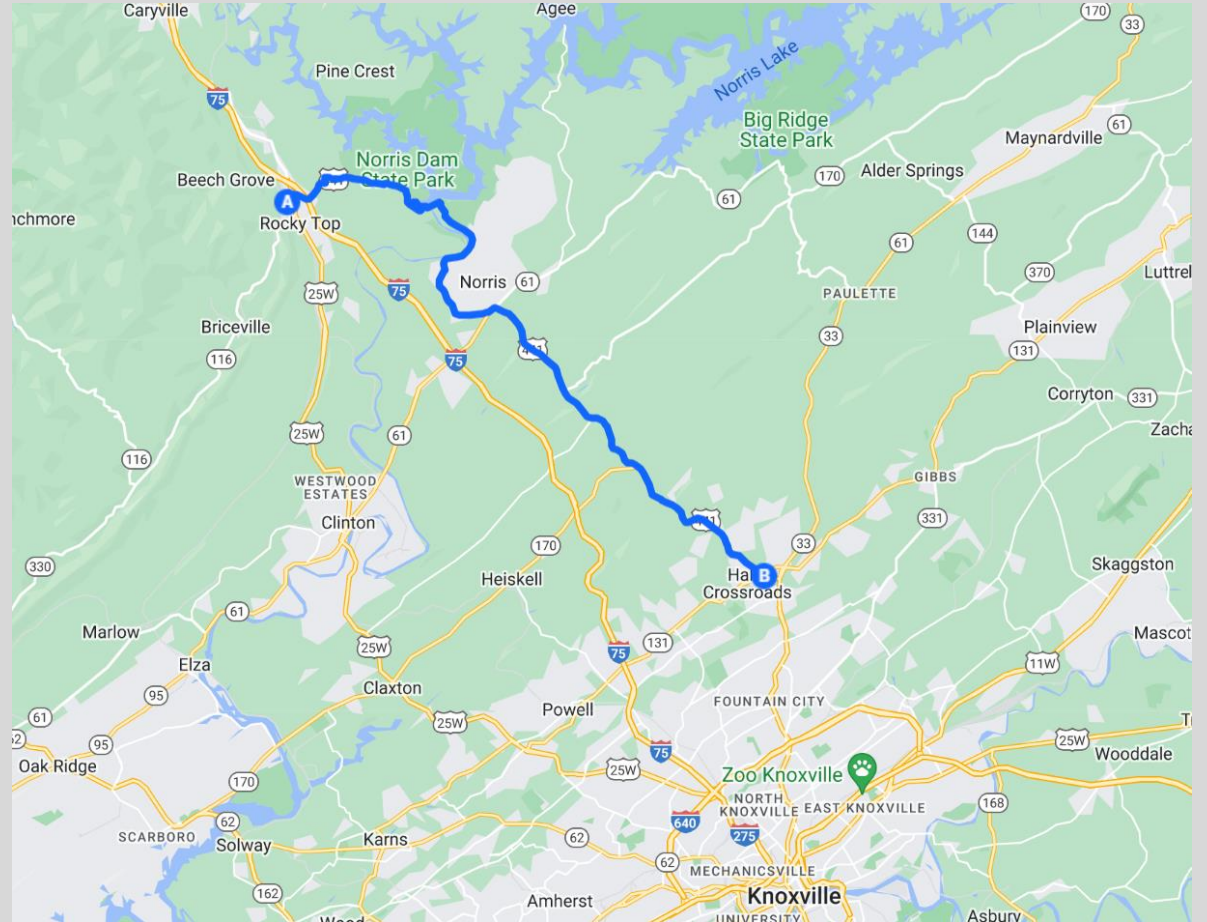 Caryville
Agee
170
33
Pine Crest
75
Norris Lake
Big Ridge
State Park
61
Maynardville
Norris Dam
State Park
Beech Grove
441
170
Alder Springs
A
61
Rocky Top
144
61
370
Norris
61
75
25W
PAULETTE
Luttrel
Briceville
33
Plainview
441
131
116
75
Corryton
331
25W
61
Zacha
116
GIBBS
WESTWOOD
ESTATES
Clinton
441
331
33
170
330
Heiskell
B
Skaggston
Crossroads
61
Marlow
75
131
Mascot
25W
Elza
11W
Claxton
95
FOUNTAIN CITY
Powell
61
25W
95
75
25W
Oak Ridge
Wooddale
25W
Zoo Knoxville
170
NORTH
KNOXVILLE
EAST KNOXVILLE
168
62
640
275
SCARBORO
Solway
Karns
62
62
MECHANICSVILLE
162
Knoxville
Amherst
UNIVERSITY
Asbury